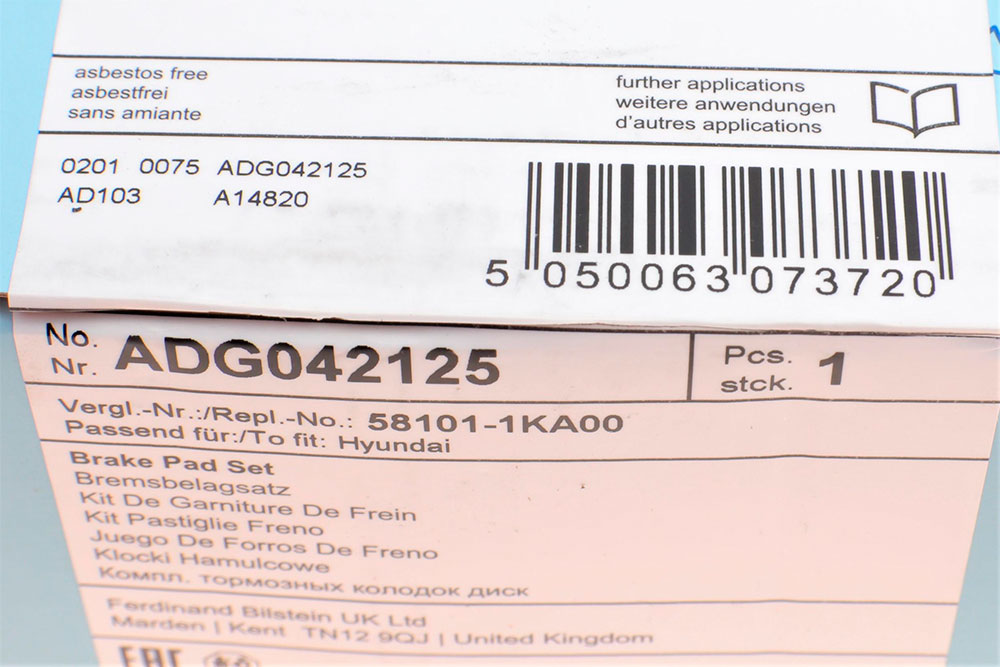 asbestos free
asbestfrei
sans amiante
further applications
weitere anwendungen
d'autres applications
0201 0075 ADG042125
AD103 A14820
5 050063 073720
No.
Nr. ADG042125
Pcs.
stck. 1
Vergl.-Nr.:/Repl.-No.: 58101-1KA00
Passend für:/To fit: Hyundai
Brake Pad Set
Bremsbelagsatz
Kit De Garniture De Frein
Kit Pastiglie Freno
Juego De Forros De Freno
Klocki Hamulcowe
Компл. тормозных колодок диск
Ferdinand Bilstein UK Ltd
Marden | Kent TN12 9QJ | United Kingdom
EAC